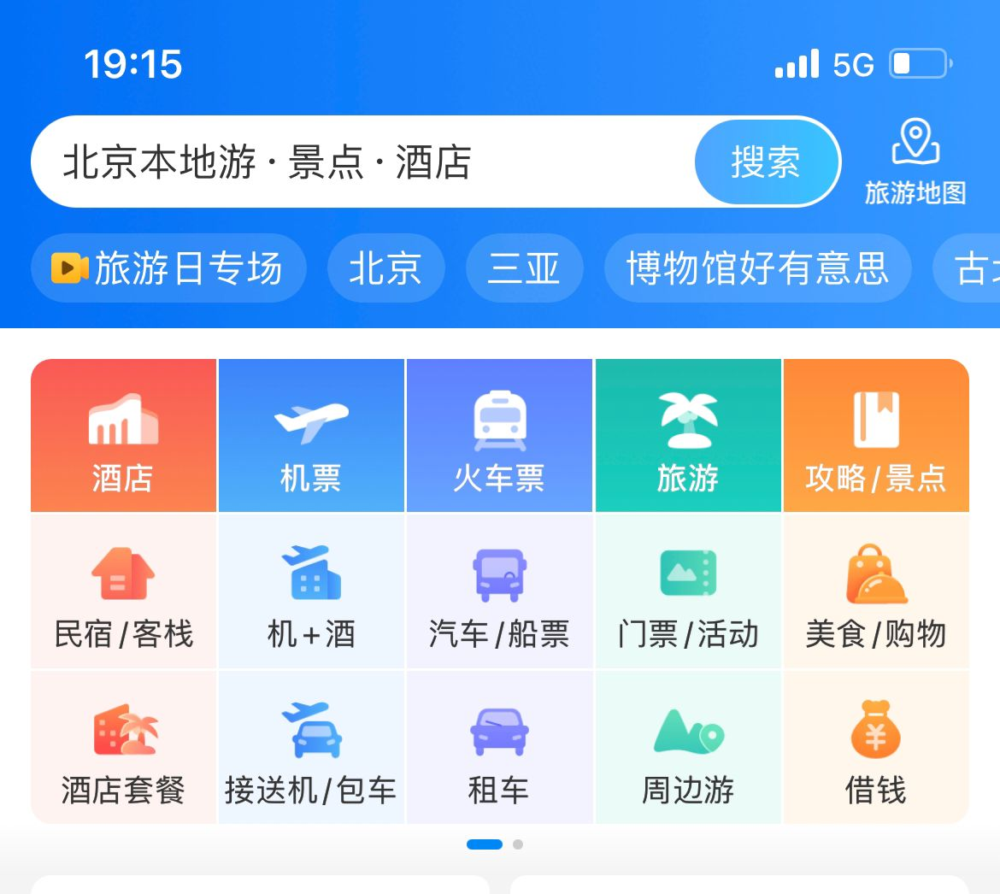 19:15 5G
北京本地游 · 景点 · 酒店 搜索
旅游地图
旅游日专场 北京 三亚 博物馆好有意思 古
酒店 机票 火车票 旅游 攻略/景点
民宿/客栈 机+酒 汽车/船票 门票/活动 美食/购物
酒店套餐 接送机/包车 租车 周边游 借钱